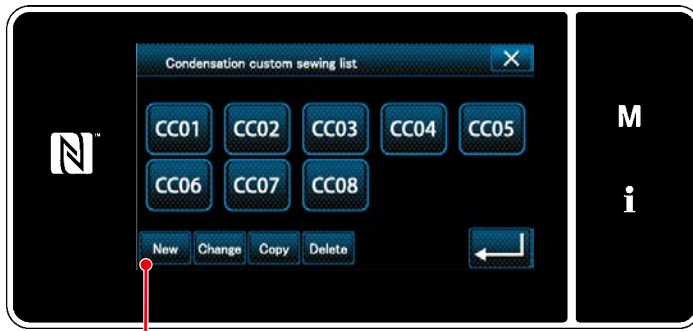 Condensation custom sewing list
CC01 CC02 CC03 CC04 CC05
CC06 CC07 CC08
New Change Copy Delete
M
i